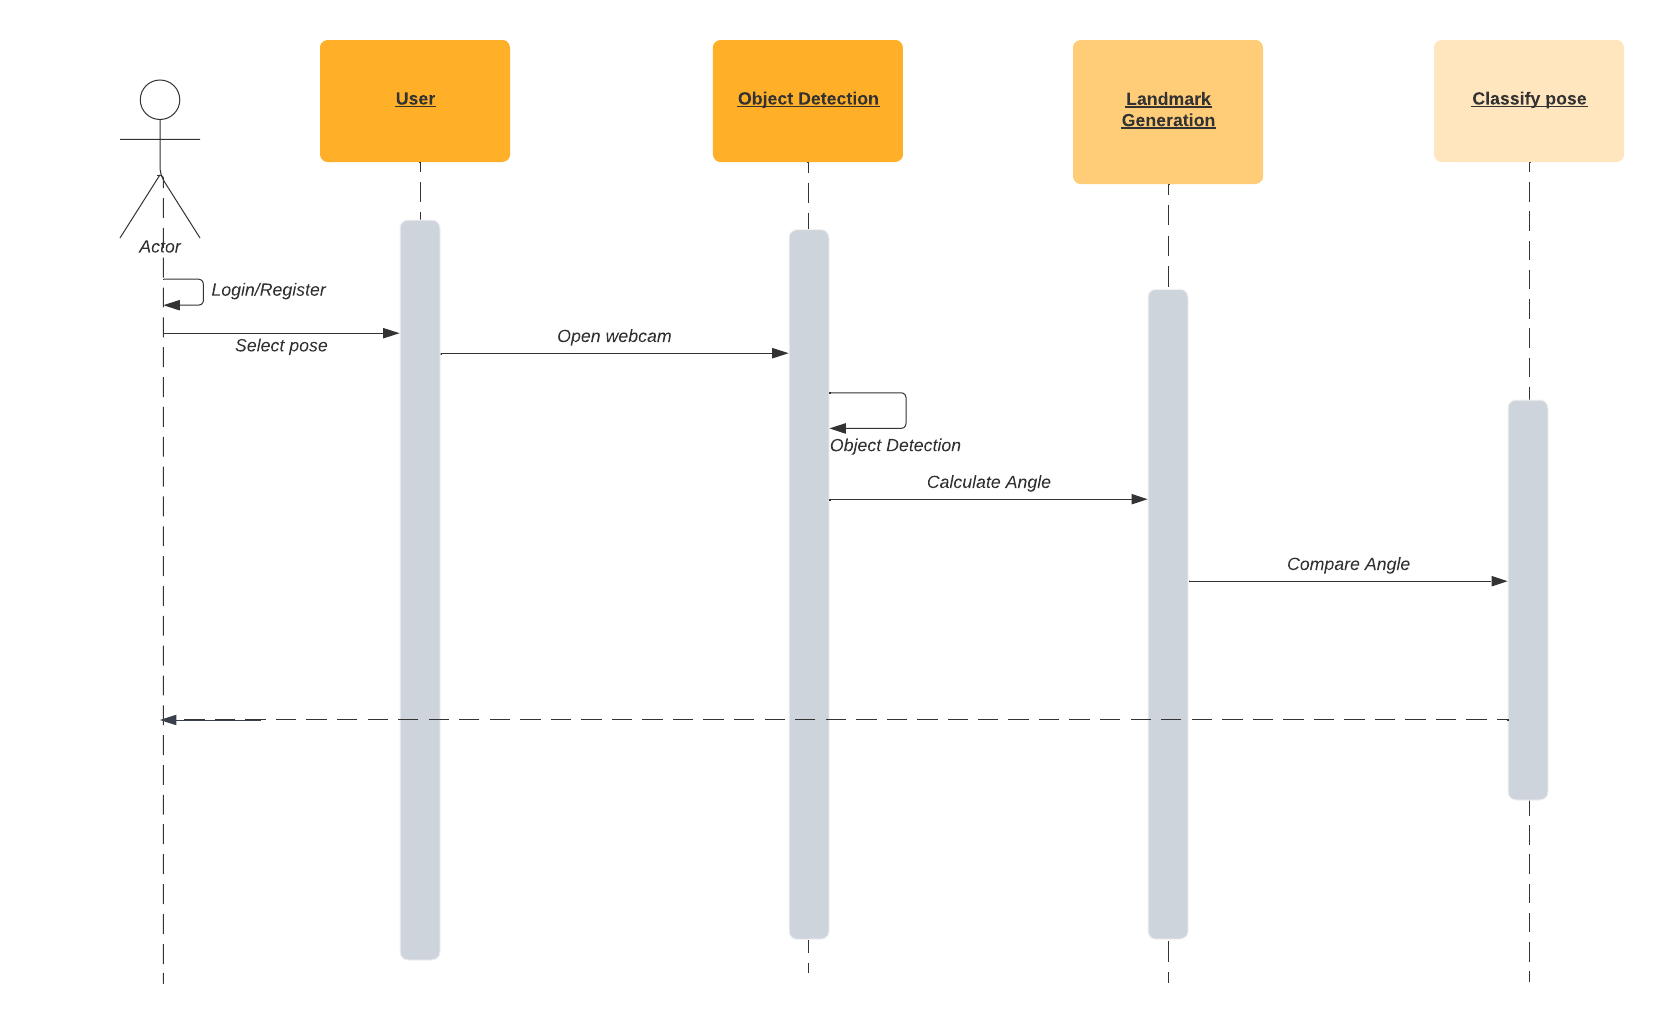 User
Object Detection
Landmark
Generation
Classify pose
Actor
Login/Register
Select pose
Open webcam
Object Detection
Calculate Angle
Compare Angle